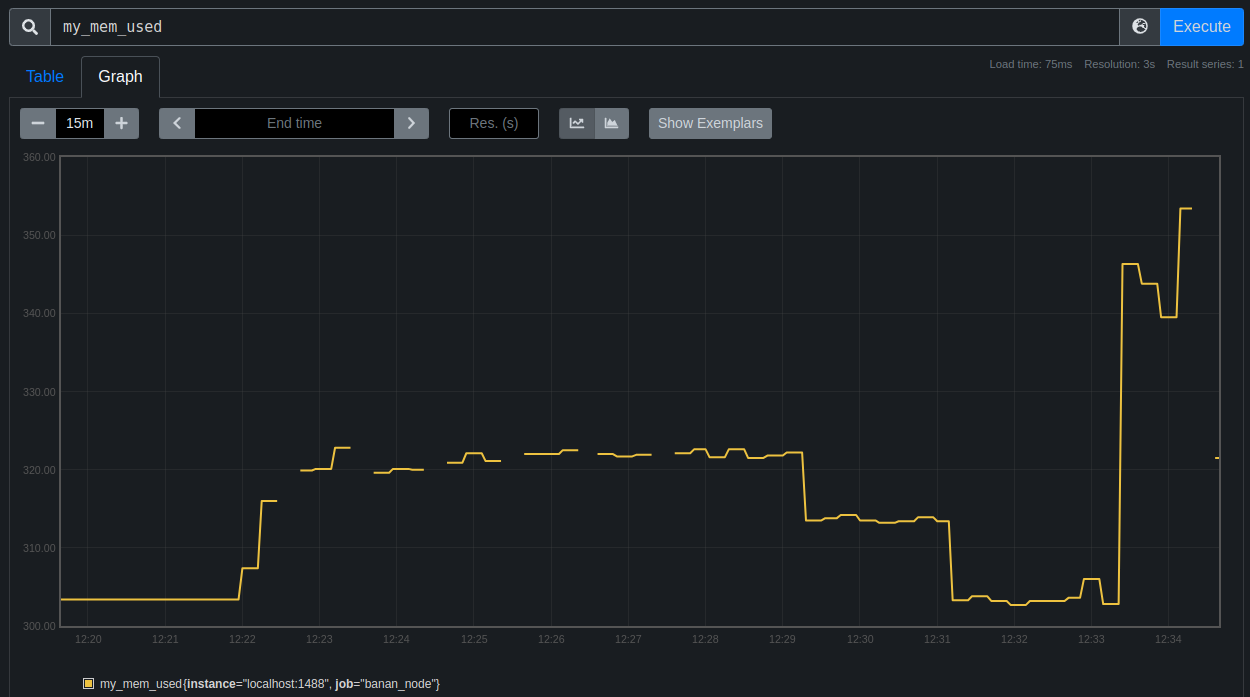 my_mem_used
Execute
Table
Graph
Load time: 75ms Resolution: 3s Result series: 1
15m
End time
Res. (s)
Show Exemplars
360.00
350.00
340.00
330.00
320.00
310.00
300.00
12:20 12:21 12:22 12:23 12:24 12:25 12:26 12:27 12:28 12:29 12:30 12:31 12:32 12:33 12:34
my_mem_used{instance="localhost:1488", job="banan_node"}